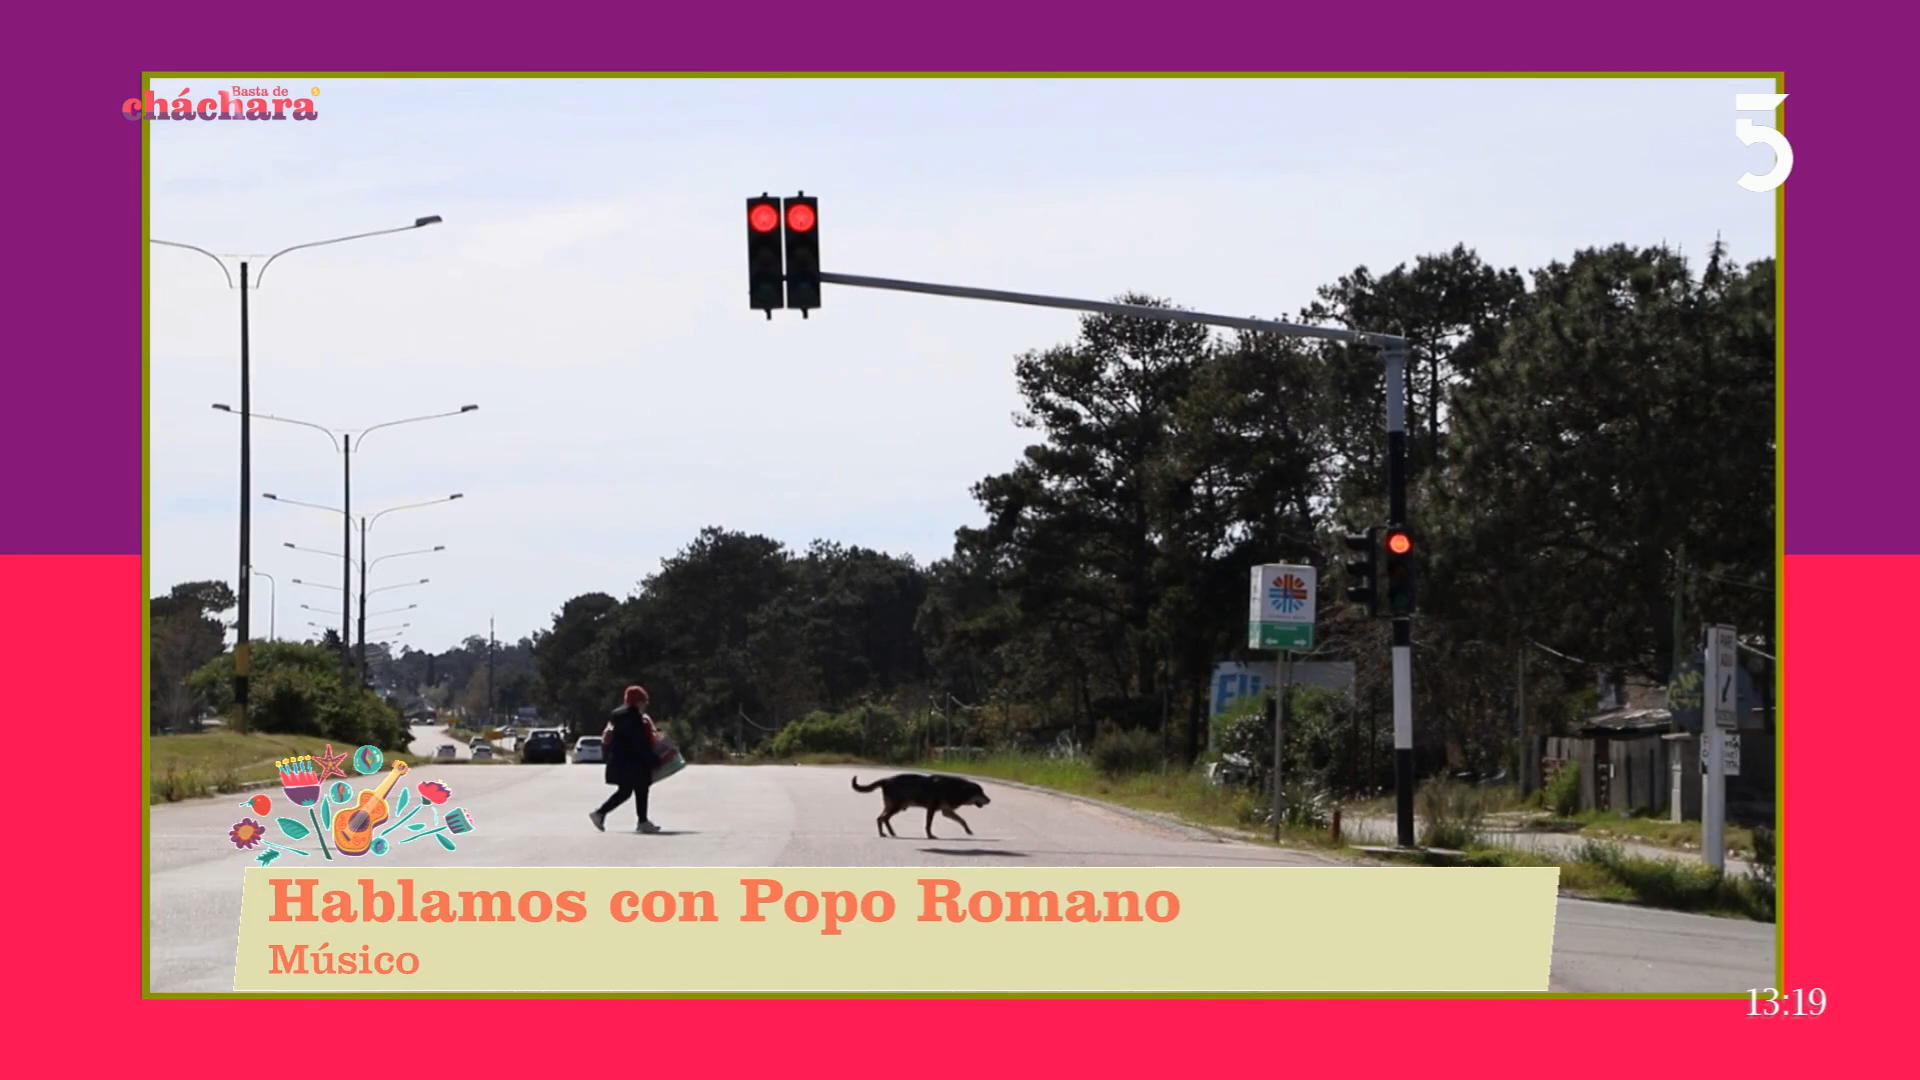 Basta de
cháchara
5
Hablamos con Popo Romano
Músico
13:19